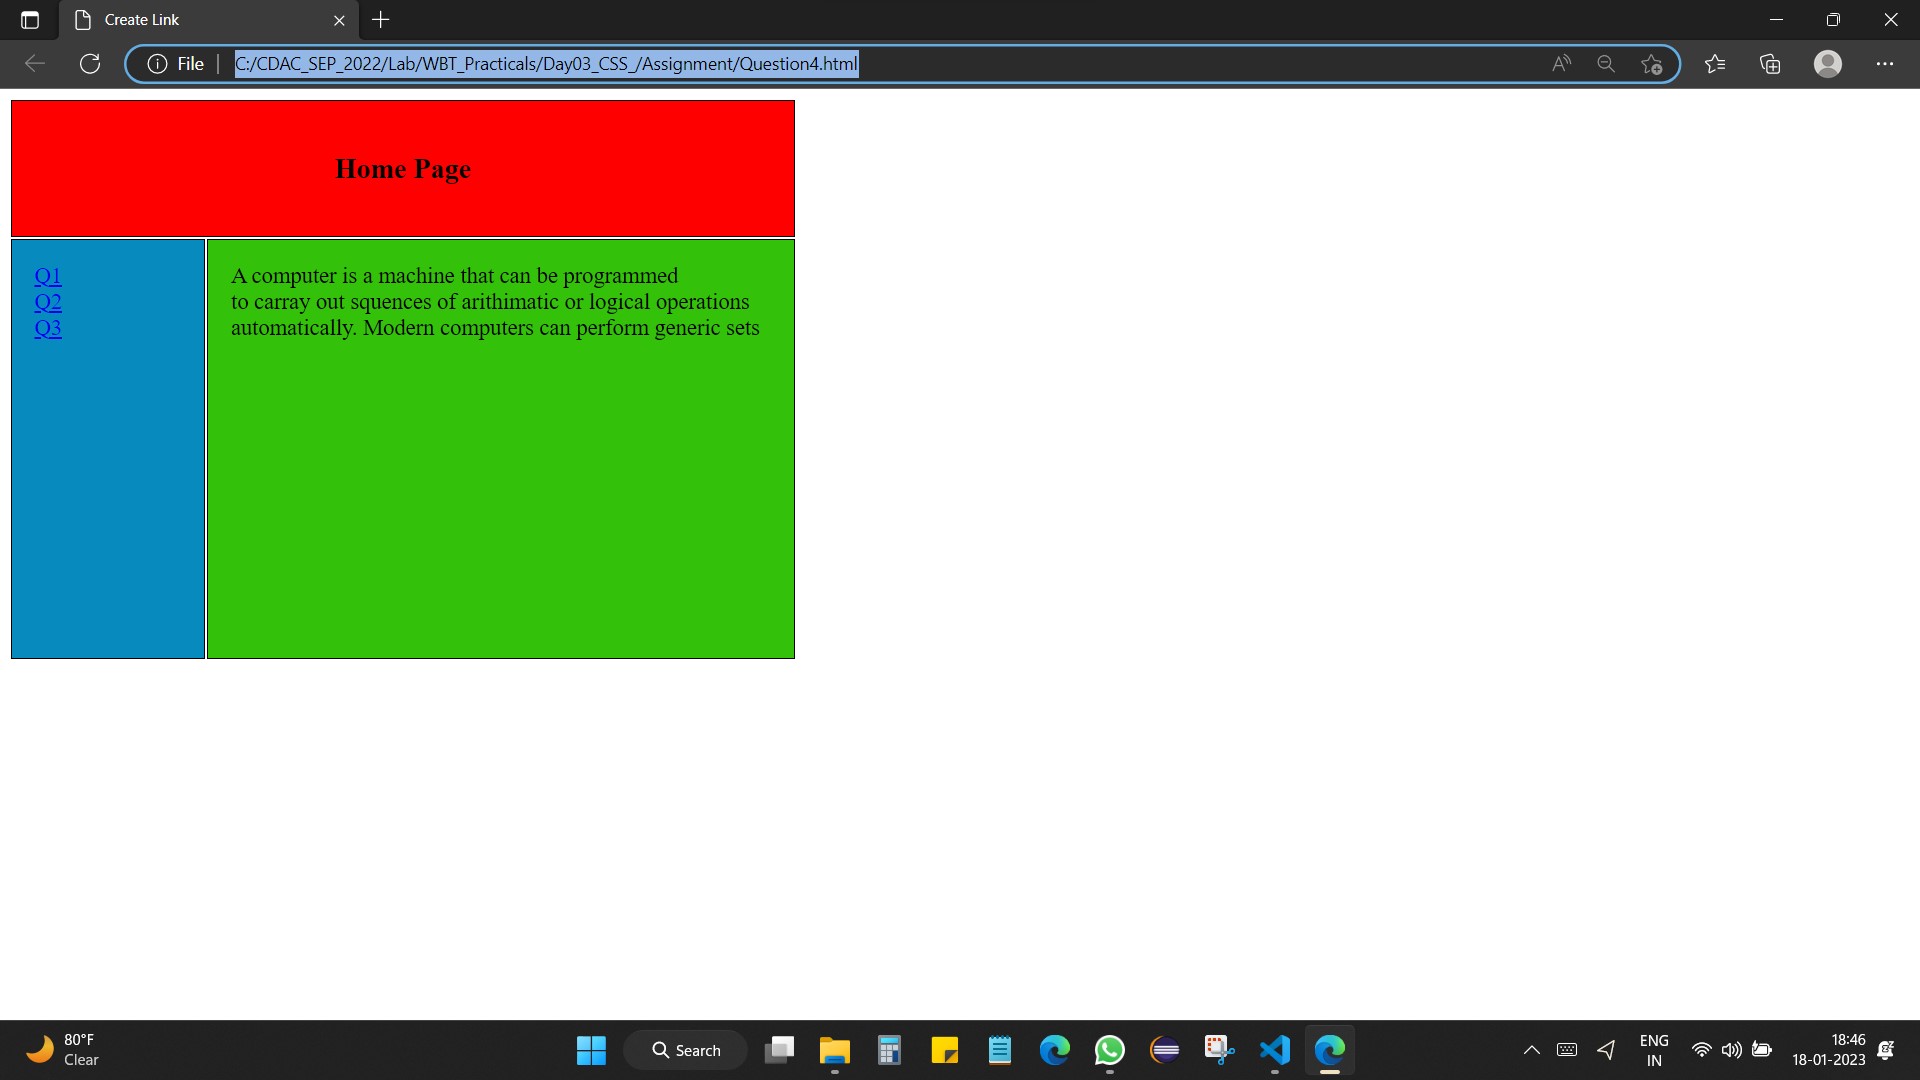 Create Link
File
C:/CDAC_SEP_2022/Lab/WBT_Practicals/Day03_CSS_/Assignment/Question4.html
Home Page
Q1
Q2
Q3
A computer is a machine that can be programmed
to carray out squences of arithimatic or logical operations
automatically. Modern computers can perform generic sets
80°F
Clear
Search
ENG
IN
18:46
18-01-2023